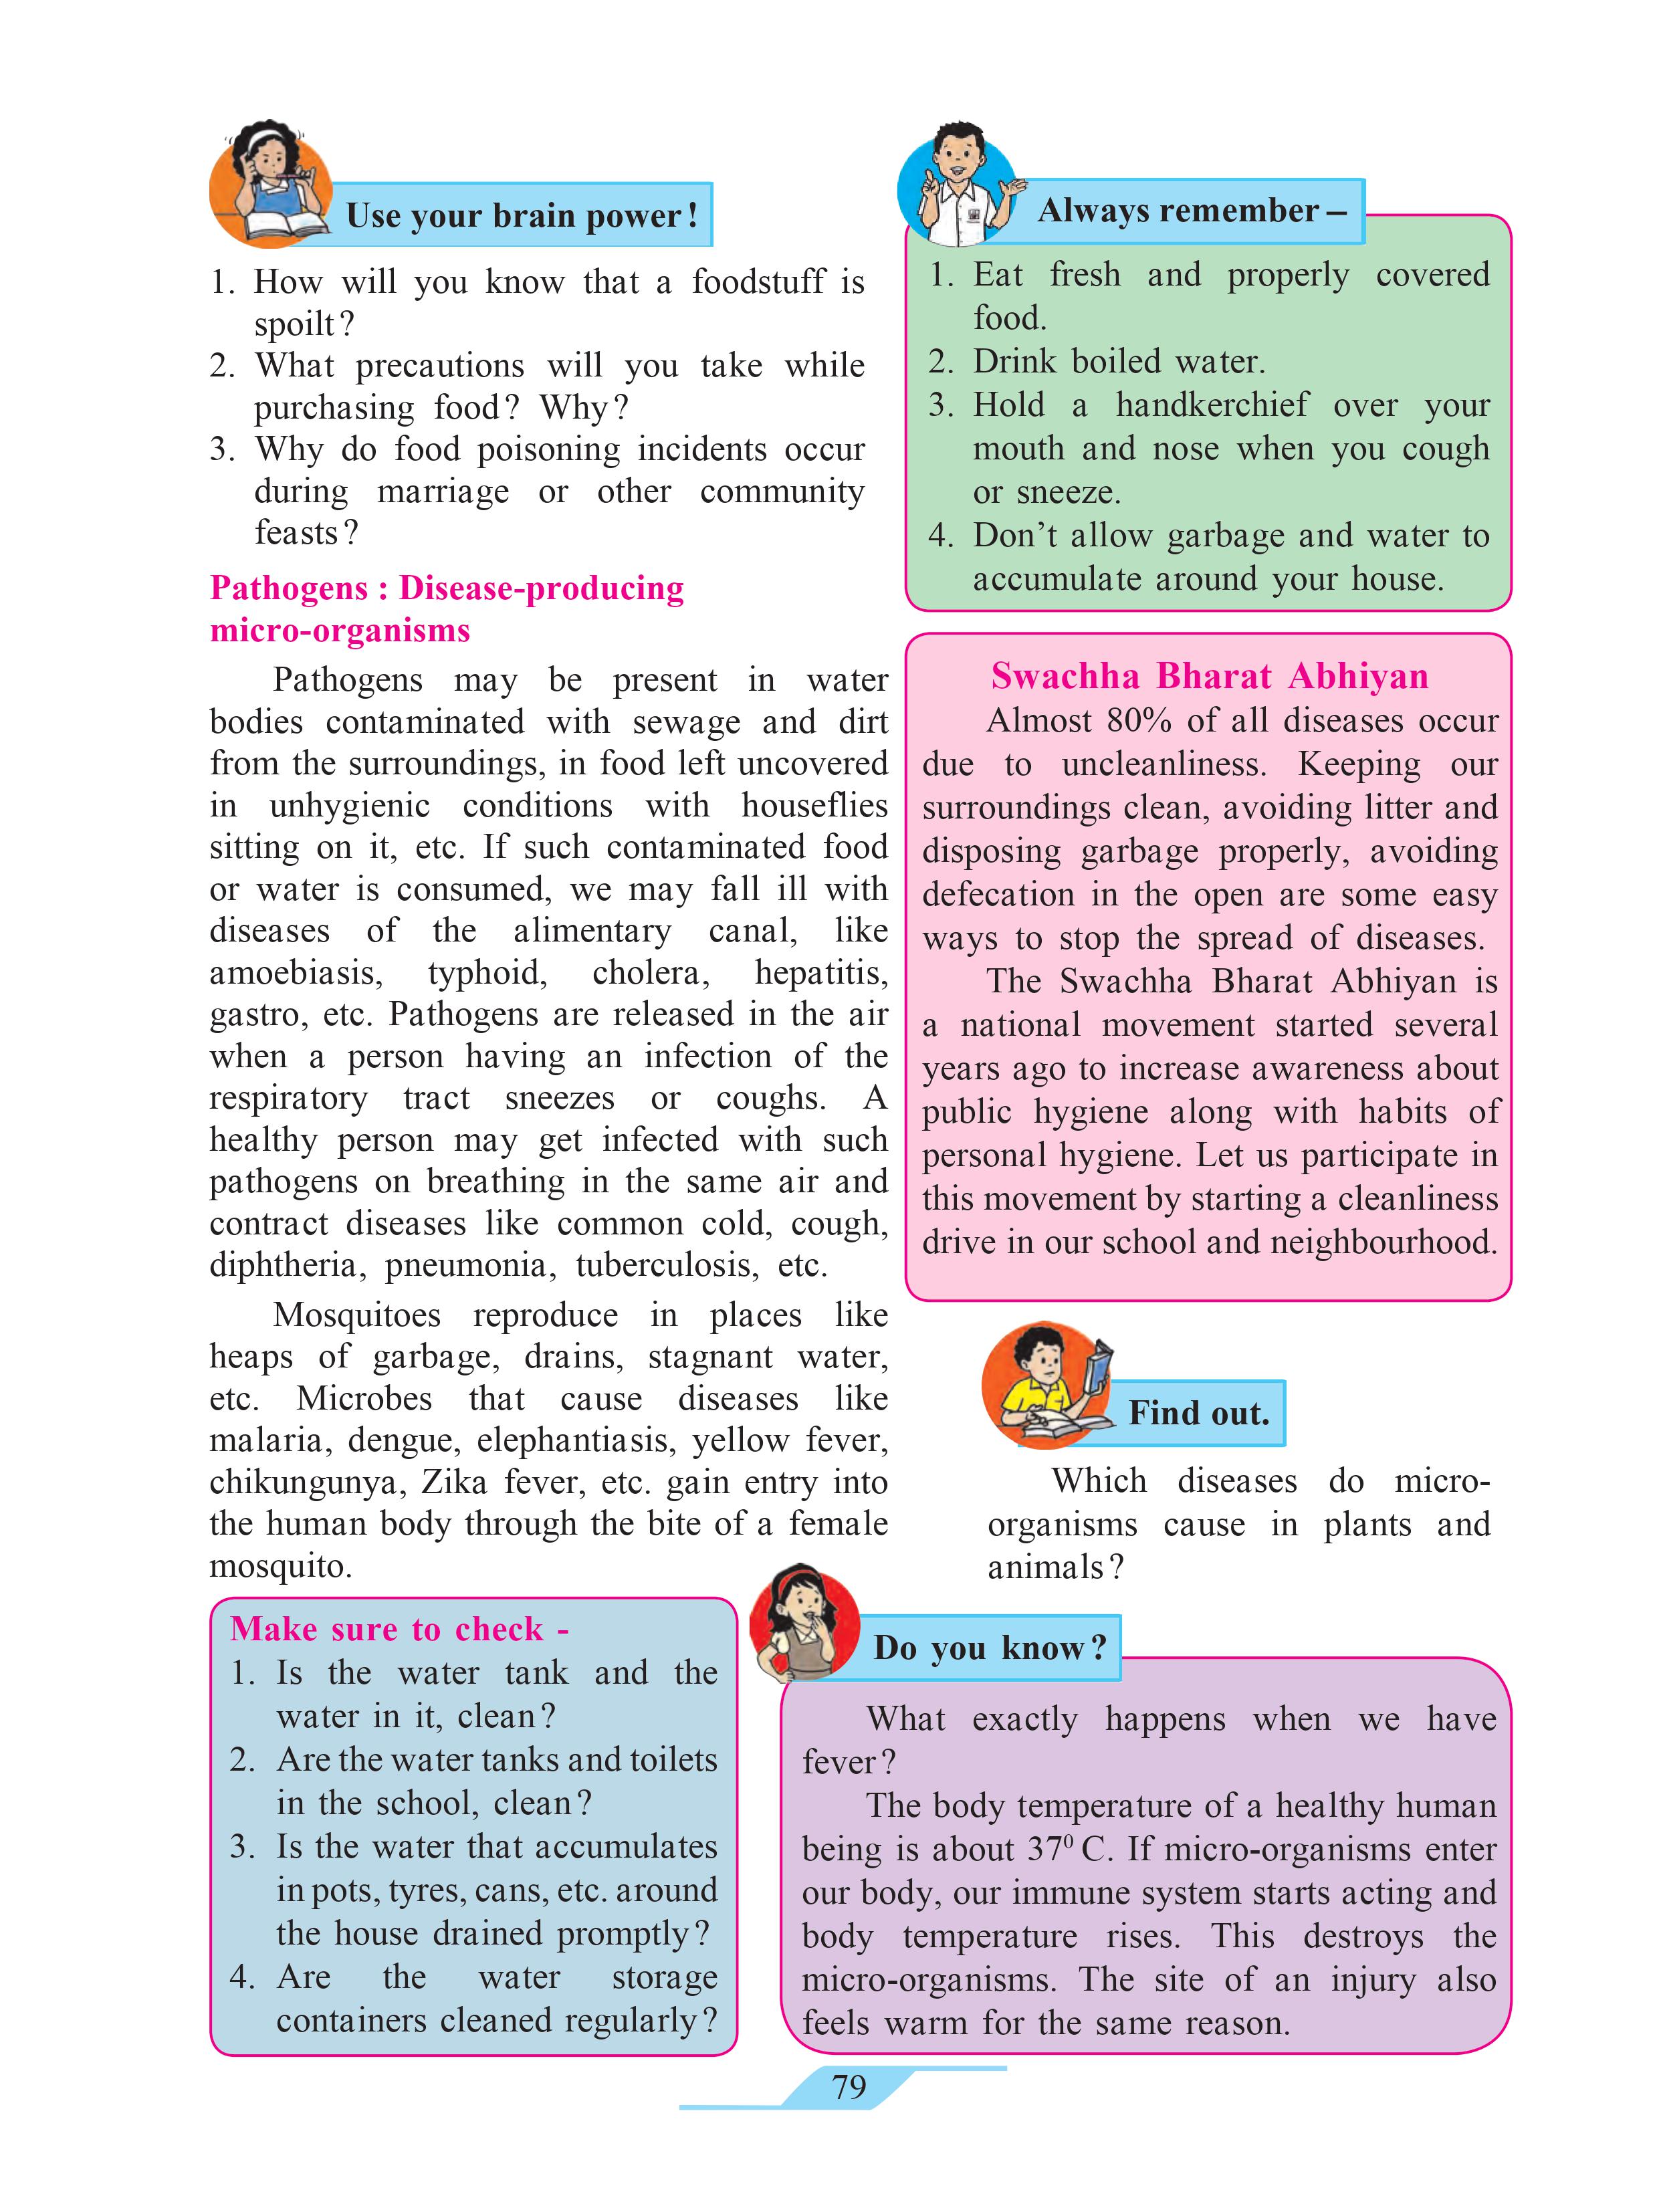 Use your brain power!
1. How will you know that a foodstuff is
spoilt?
2. What precautions will you take while
purchasing food? Why?
3. Why do food poisoning incidents occur
during marriage or other community
feasts?
Pathogens : Disease-producing
micro-organisms
Pathogens may be present in water
bodies contaminated with sewage and dirt
from the surroundings, in food left uncovered
in unhygienic conditions with houseflies
sitting on it, etc. If such contaminated food
or water is consumed, we may fall ill with
diseases of the alimentary canal, like
amoebiasis, typhoid, cholera, hepatitis,
gastro, etc. Pathogens are released in the air
when a person having an infection of the
respiratory tract sneezes or coughs. A
healthy person may get infected with such
pathogens on breathing in the same air and
contract diseases like common cold, cough,
diphtheria, pneumonia, tuberculosis, etc.
Mosquitoes reproduce in places like
heaps of garbage, drains, stagnant water,
etc. Microbes that cause diseases like
malaria, dengue, elephantiasis, yellow fever,
chikungunya, Zika fever, etc. gain entry into
the human body through the bite of a female
mosquito.
Make sure to check -
1. Is the water tank and the
water in it, clean?
2. Are the water tanks and toilets
in the school, clean?
3. Is the water that accumulates
in pots, tyres, cans, etc. around
the house drained promptly?
4. Are the water storage
containers cleaned regularly?
Always remember –
1. Eat fresh and properly covered
food.
2. Drink boiled water.
3. Hold a handkerchief over your
mouth and nose when you cough
or sneeze.
4. Don’t allow garbage and water to
accumulate around your house.
Swachha Bharat Abhiyan
Almost 80% of all diseases occur
due to uncleanliness. Keeping our
surroundings clean, avoiding litter and
disposing garbage properly, avoiding
defecation in the open are some easy
ways to stop the spread of diseases.
The Swachha Bharat Abhiyan is
a national movement started several
years ago to increase awareness about
public hygiene along with habits of
personal hygiene. Let us participate in
this movement by starting a cleanliness
drive in our school and neighbourhood.
Find out.
Which diseases do micro-
organisms cause in plants and
animals?
Do you know?
What exactly happens when we have
fever?
The body temperature of a healthy human
being is about 37⁰ C. If micro-organisms enter
our body, our immune system starts acting and
body temperature rises. This destroys the
micro-organisms. The site of an injury also
feels warm for the same reason.
79